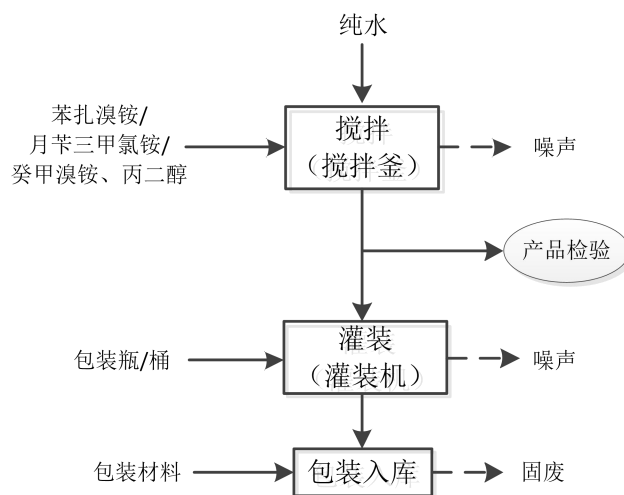 纯水
苯扎溴铵/
月苄三甲氯铵/
癸甲溴铵、丙二醇
搅拌
（搅拌釜）
噪声
产品检验
包装瓶/桶
灌装
（灌装机）
噪声
包装材料
包装入库
固废